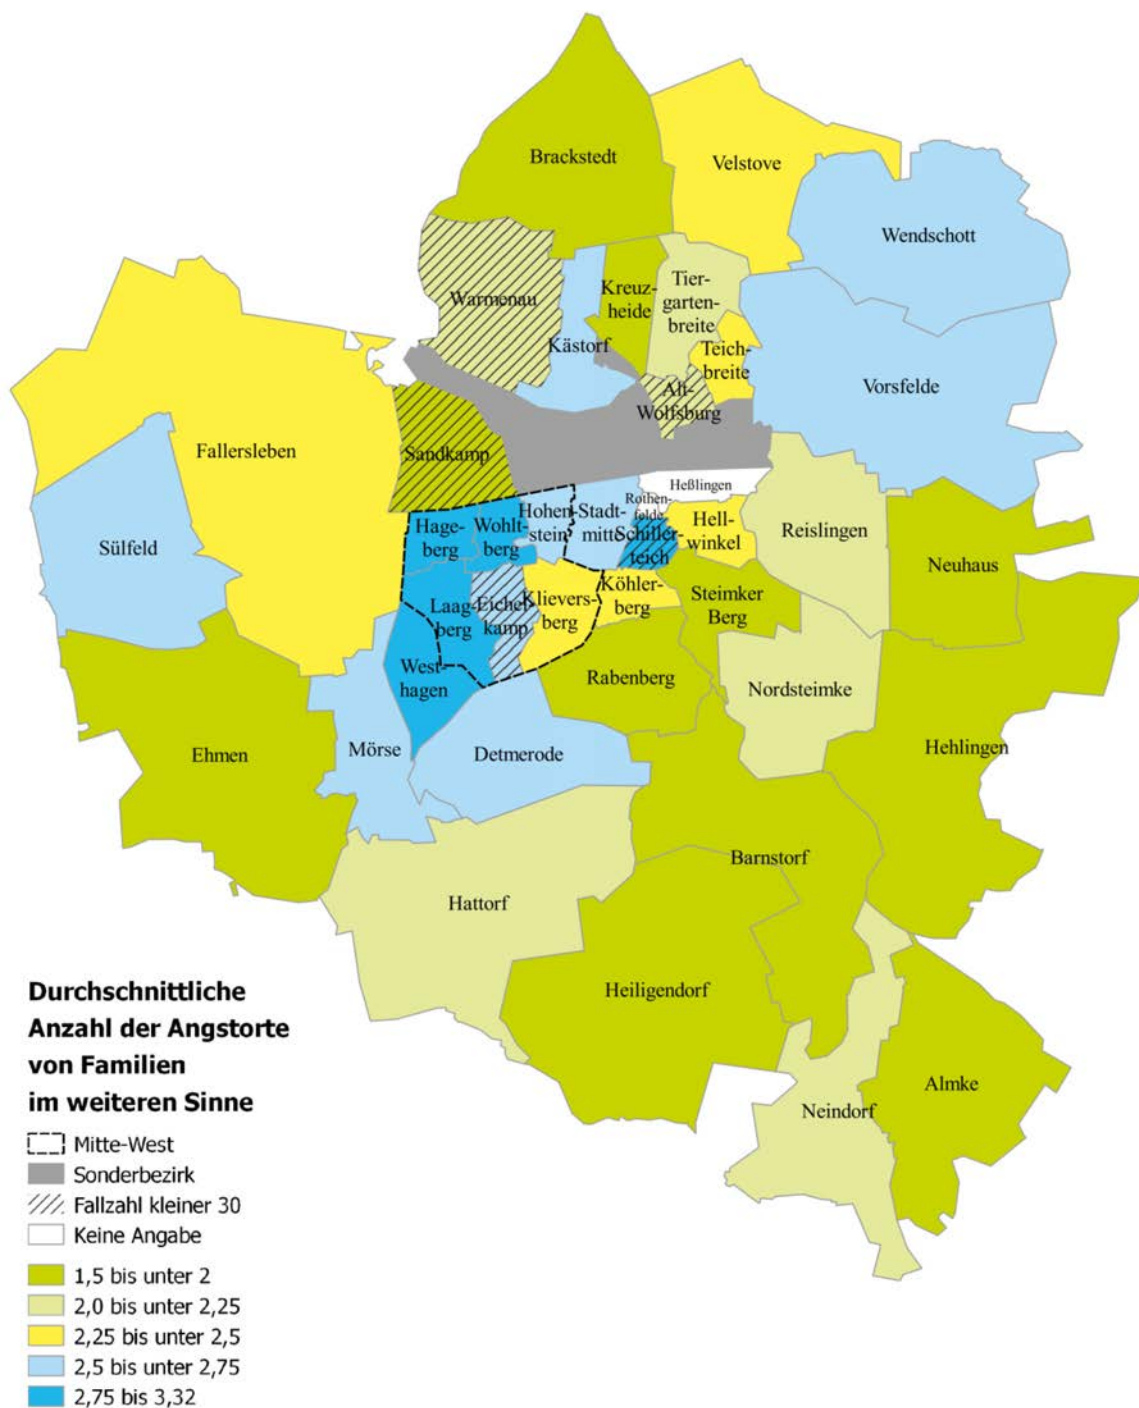 Brackstedt
Velstove
Wendschott
Warmenau
Kreuz-
heide
Tier-
garten-
breite
Kästorf
Teich-
breite
Vorsfelde
Alt-
Wolfsburg
Fallersleben
Sandkamp
Heßlingen
Rothen-
felde
Sülfeld
Hage-
berg
Wohlt-
berg
Hohen-
stein
Stadt-
mitte
Schiller-
teich
Hell-
winkel
Reislingen
Neuhaus
Laag-
berg
Eichel-
kamp
Klievers-
berg
Köhler-
berg
Steimker
Berg
West-
hagen
Rabenberg
Nordsteimke
Ehmen
Mörse
Detmerode
Hehlingen
Barnstorf
Hattorf
Heiligendorf
Neindorf
Almke
Durchschnittliche
Anzahl der Angstorte
von Familien
im weiteren Sinne
Mitte-West
Sonderbezirk
Fallzahl kleiner 30
Keine Angabe
1,5 bis unter 2
2,0 bis unter 2,25
2,25 bis unter 2,5
2,5 bis unter 2,75
2,75 bis 3,32